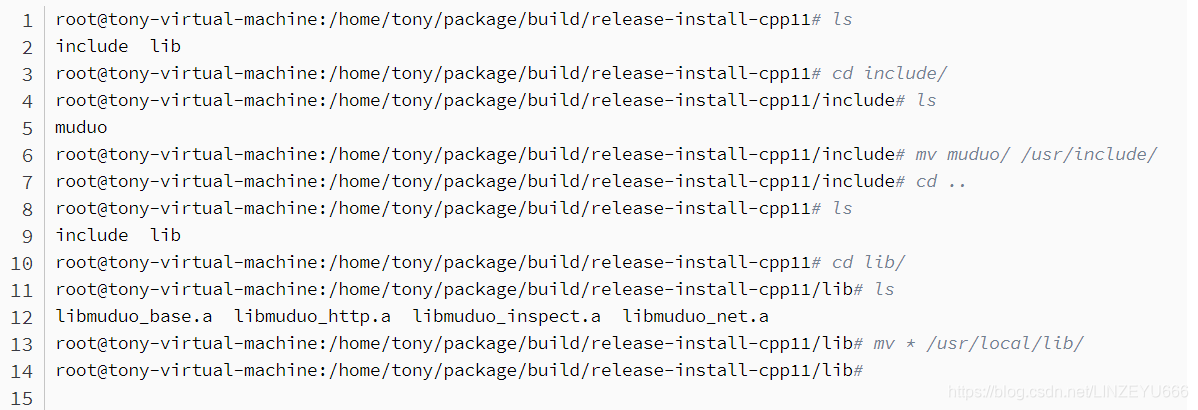 1 root@tony-virtual-machine:/home/tony/package/build/release-install-cpp11# ls
2 include  lib
3 root@tony-virtual-machine:/home/tony/package/build/release-install-cpp11# cd include/
4 root@tony-virtual-machine:/home/tony/package/build/release-install-cpp11/include# ls
5 muduo
6 root@tony-virtual-machine:/home/tony/package/build/release-install-cpp11/include# mv muduo/ /usr/include/
7 root@tony-virtual-machine:/home/tony/package/build/release-install-cpp11/include# cd ..
8 root@tony-virtual-machine:/home/tony/package/build/release-install-cpp11# ls
9 include  lib
10 root@tony-virtual-machine:/home/tony/package/build/release-install-cpp11# cd lib/
11 root@tony-virtual-machine:/home/tony/package/build/release-install-cpp11/lib# ls
12 libmuduo_base.a  libmuduo_http.a  libmuduo_inspect.a  libmuduo_net.a
13 root@tony-virtual-machine:/home/tony/package/build/release-install-cpp11/lib# mv * /usr/local/lib/
14 root@tony-virtual-machine:/home/tony/package/build/release-install-cpp11/lib#
15
https://blog.csdn.net/LINZEYU666